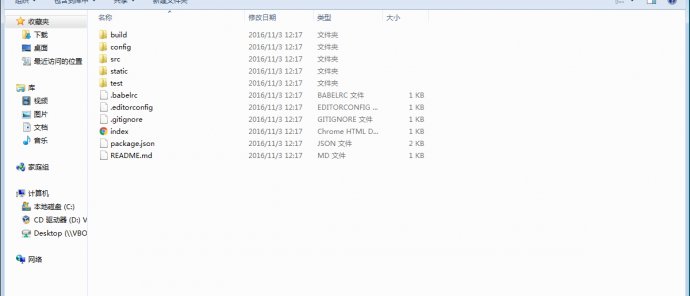 组织 包含到库中 共享 新建文件夹
收藏夹
下载
桌面
最近访问的位置
库
视频
图片
文档
音乐
家庭组
计算机
本地磁盘 (C:)
CD 驱动器 (D:) V
Desktop (\\VBO
网络
名称 修改日期 类型 大小
build 2016/11/3 12:17 文件夹
config 2016/11/3 12:17 文件夹
src 2016/11/3 12:17 文件夹
static 2016/11/3 12:17 文件夹
test 2016/11/3 12:17 文件夹
.babelrc 2016/11/3 12:17 BABELRC 文件 1 KB
.editorconfig 2016/11/3 12:17 EDITORCONFIG ... 1 KB
.gitignore 2016/11/3 12:17 GITIGNORE 文件 1 KB
index 2016/11/3 12:17 Chrome HTML D... 1 KB
package.json 2016/11/3 12:17 JSON 文件 2 KB
README.md 2016/11/3 12:17 MD 文件 1 KB